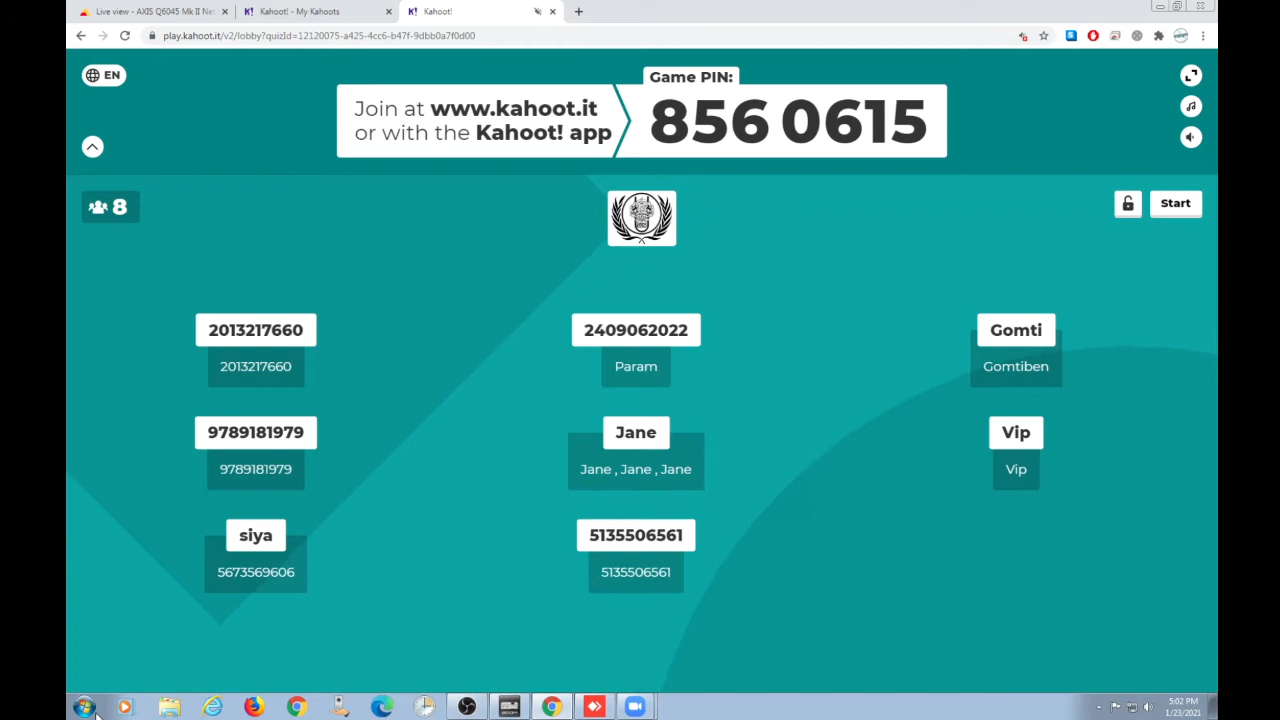 Live view - AXIS Q6045 Mk II Net
Kahoot! - My Kahoots
Kahoot!
play.kahoot.it/v2/lobby?quizId=12120075-a425-4cc6-b47f-9dbb0a7f0d00
EN
Join at www.kahoot.it
or with the Kahoot! app
Game PIN:
856 0615
8
Start
2013217660
2013217660
2409062022
Param
Gomti
Gomtiben
9789181979
9789181979
Jane
Jane , Jane , Jane
Vip
Vip
siya
5673569606
5135506561
5135506561
5:02 PM
1/23/2021